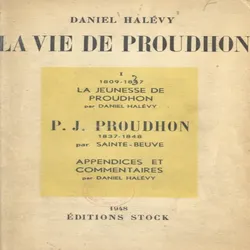 DANIEL HALÉVY
LA VIE DE PROUDHON
I
1809-1837
LA JEUNESSE DE
PROUDHON
par DANIEL HALÉVY
P. J. PROUDHON
1837-1848
par SAINTE-BEUVE
APPENDICES ET
COMMENTAIRES
par DANIEL HALÉVY
1948
ÉDITIONS STOCK